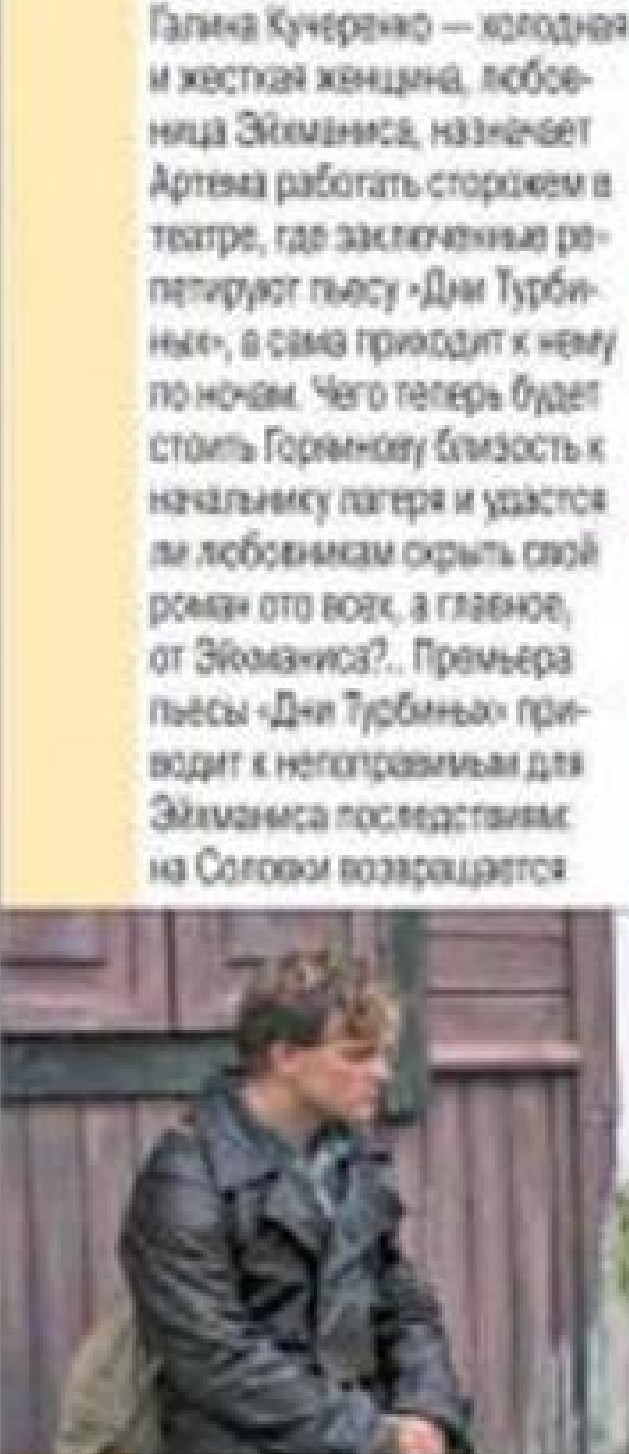 Галина Кучеренко — холодная
и жесткая женщина, любов-
ница Эйхманиса, назначает
Артема работать сторожем в
театре, где заключенные ре-
петируют пьесу «Дни Турби-
ных», а сама приходит к нему
по ночам. Чего теперь будет
стоить Горяинову близость к
начальнику лагеря и удастся
ли любовникам скрыть свой
роман ото всех, а главное,
от Эйхманиса?.. Премьера
пьесы «Дни Турбиных» при-
водит к непоправимым для
Эйхманиса последствиям:
на Соловки возвращается